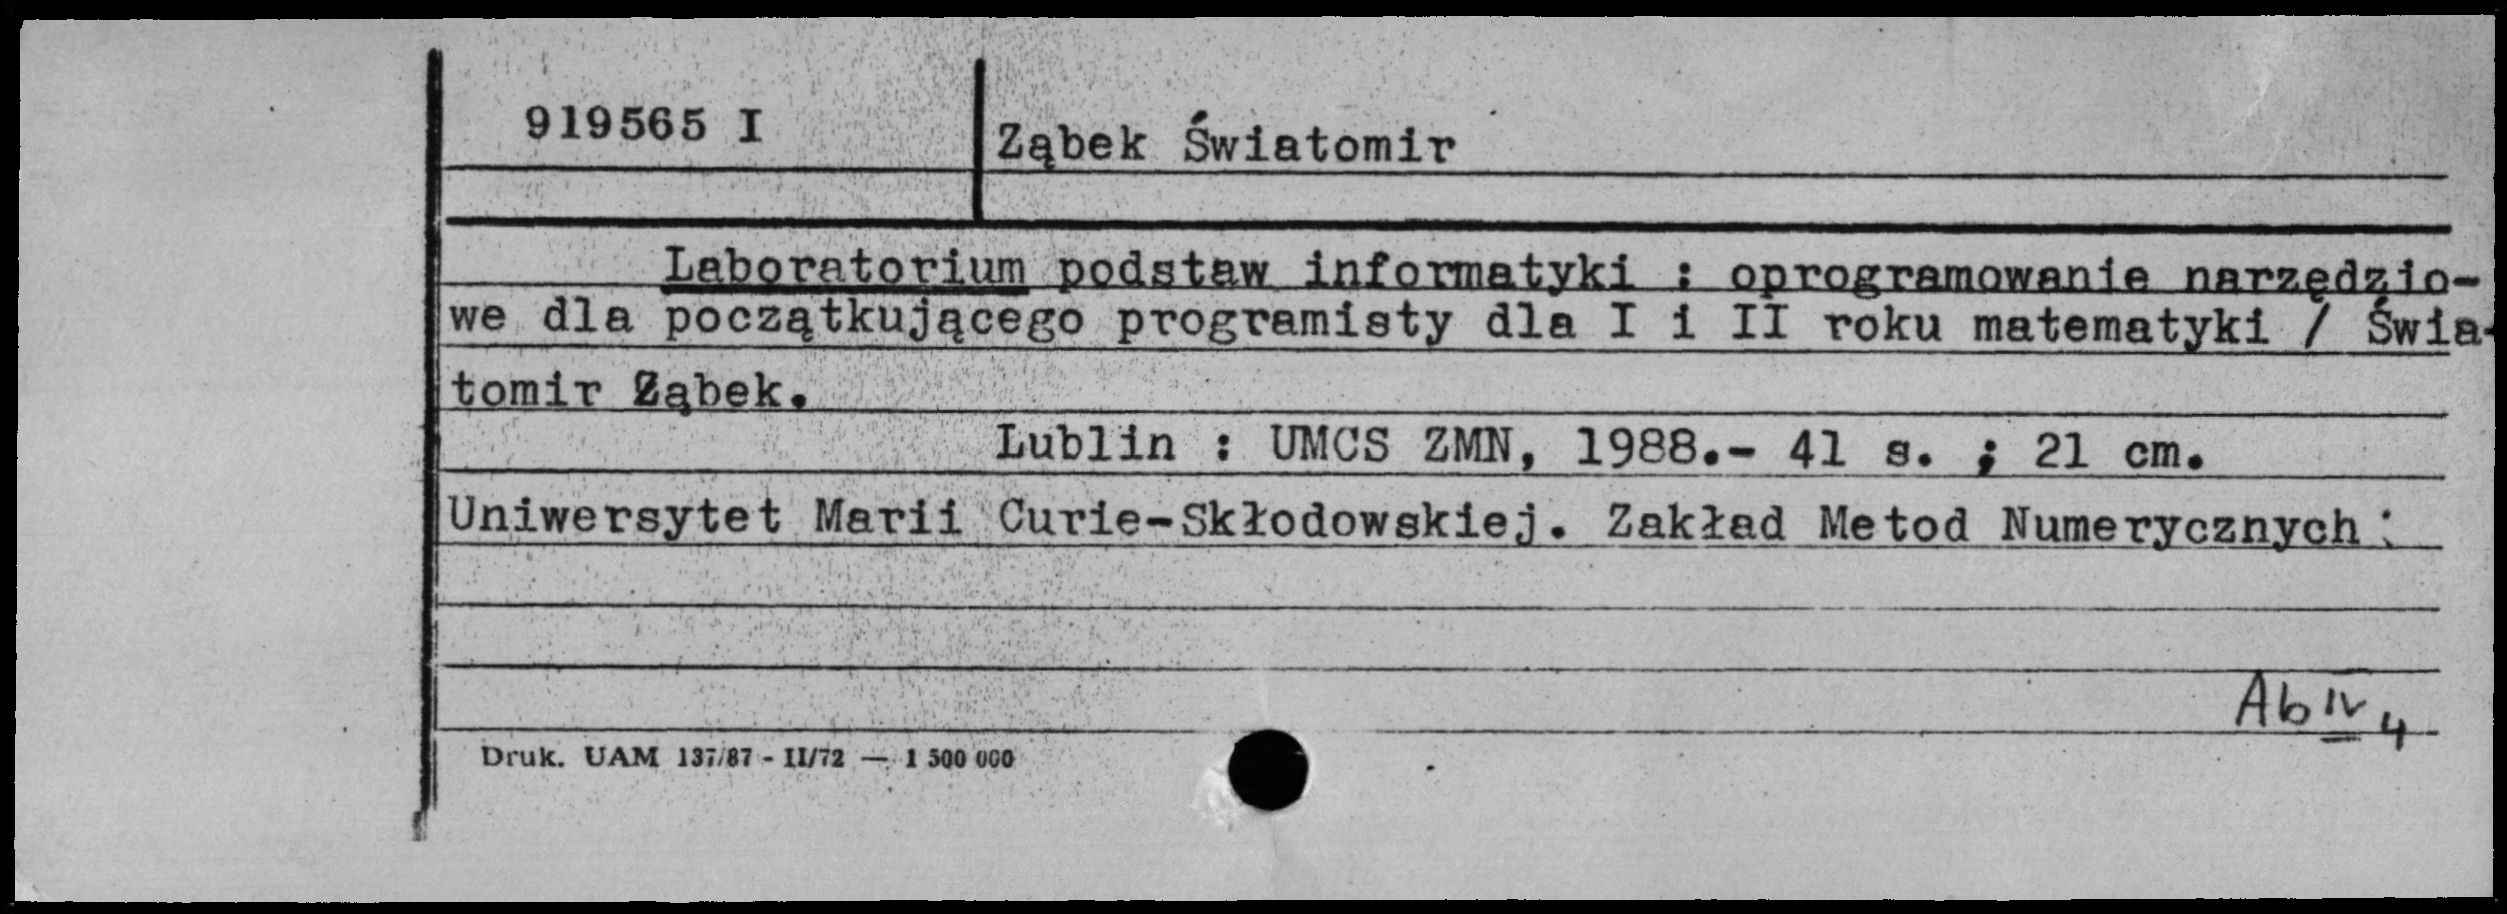 919565 I
Ząbek Światomir
Laboratorium podstaw informatyki : oprogramowanie narzędzio-
we dla początkującego programisty dla I i II roku matematyki / Świa-
tomir Ząbek.
Lublin : UMCS ZMN, 1988.- 41 s. ; 21 cm.
Uniwersytet Marii Curie-Skłodowskiej. Zakład Metod Numerycznych.
Ab IV 4
Druk. UAM 137/87 - II/72 — 1 500 000